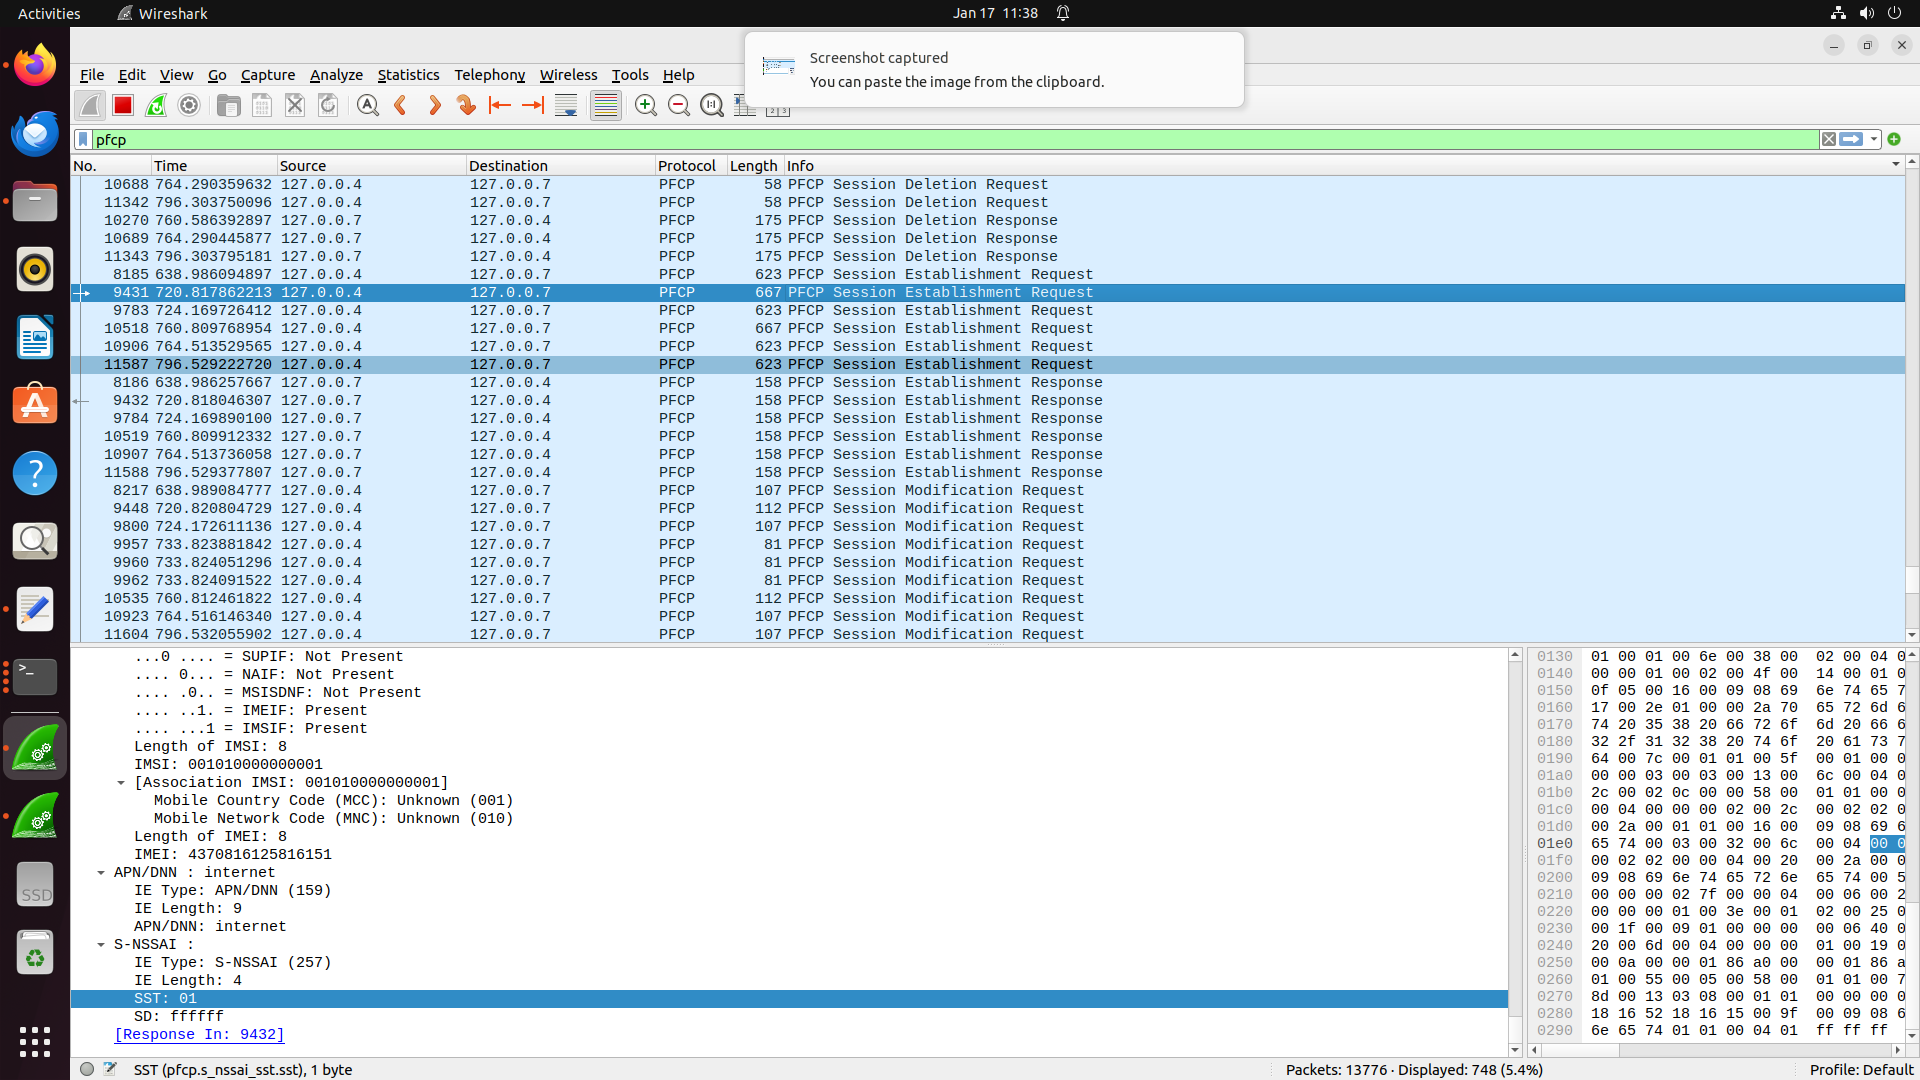 Activities
Wireshark
Jan 17 11:38
Screenshot captured
You can paste the image from the clipboard.
File Edit View Go Capture Analyze Statistics Telephony Wireless Tools Help
pfcp
No. Time Source Destination Protocol Length Info
10688 764.290359632 127.0.0.4 127.0.0.7 PFCP 58 PFCP Session Deletion Request
11342 796.303750096 127.0.0.4 127.0.0.7 PFCP 58 PFCP Session Deletion Request
10270 760.586392897 127.0.0.7 127.0.0.4 PFCP 175 PFCP Session Deletion Response
10689 764.290445877 127.0.0.7 127.0.0.4 PFCP 175 PFCP Session Deletion Response
11343 796.303795181 127.0.0.7 127.0.0.4 PFCP 175 PFCP Session Deletion Response
8185 638.986094897 127.0.0.4 127.0.0.7 PFCP 623 PFCP Session Establishment Request
9431 720.817862213 127.0.0.4 127.0.0.7 PFCP 667 PFCP Session Establishment Request
9783 724.169726412 127.0.0.4 127.0.0.7 PFCP 623 PFCP Session Establishment Request
10518 760.809768954 127.0.0.4 127.0.0.7 PFCP 667 PFCP Session Establishment Request
10906 764.513529565 127.0.0.4 127.0.0.7 PFCP 623 PFCP Session Establishment Request
11587 796.529222720 127.0.0.4 127.0.0.7 PFCP 623 PFCP Session Establishment Request
8186 638.986257667 127.0.0.7 127.0.0.4 PFCP 158 PFCP Session Establishment Response
9432 720.818046307 127.0.0.7 127.0.0.4 PFCP 158 PFCP Session Establishment Response
9784 724.169890100 127.0.0.7 127.0.0.4 PFCP 158 PFCP Session Establishment Response
10519 760.809912332 127.0.0.7 127.0.0.4 PFCP 158 PFCP Session Establishment Response
10907 764.513736058 127.0.0.7 127.0.0.4 PFCP 158 PFCP Session Establishment Response
11588 796.529377807 127.0.0.7 127.0.0.4 PFCP 158 PFCP Session Establishment Response
8217 638.989084777 127.0.0.4 127.0.0.7 PFCP 107 PFCP Session Modification Request
9448 720.820804729 127.0.0.4 127.0.0.7 PFCP 112 PFCP Session Modification Request
9800 724.172611136 127.0.0.4 127.0.0.7 PFCP 107 PFCP Session Modification Request
9957 733.823881842 127.0.0.4 127.0.0.7 PFCP 81 PFCP Session Modification Request
9960 733.824051296 127.0.0.4 127.0.0.7 PFCP 81 PFCP Session Modification Request
9962 733.824091522 127.0.0.4 127.0.0.7 PFCP 81 PFCP Session Modification Request
10535 760.812461822 127.0.0.4 127.0.0.7 PFCP 112 PFCP Session Modification Request
10923 764.516146340 127.0.0.4 127.0.0.7 PFCP 107 PFCP Session Modification Request
11604 796.532055902 127.0.0.4 127.0.0.7 PFCP 107 PFCP Session Modification Request
...0 .... = SUPIF: Not Present
.... 0... = NAIF: Not Present
.... .0.. = MSISDNF: Not Present
.... ..1. = IMEIF: Present
.... ...1 = IMSIF: Present
Length of IMSI: 8
IMSI: 001010000000001
[Association IMSI: 001010000000001]
Mobile Country Code (MCC): Unknown (001)
Mobile Network Code (MNC): Unknown (010)
Length of IMEI: 8
IMEI: 4370816125816151
APN/DNN : internet
IE Type: APN/DNN (159)
IE Length: 9
APN/DNN: internet
S-NSSAI :
IE Type: S-NSSAI (257)
IE Length: 4
SST: 01
SD: ffffff
[Response In: 9432]
0130 01 00 01 00 6e 00 38 00 02 00 04 0
0140 00 00 01 00 02 00 4f 00 14 00 01 0
0150 0f 05 00 16 00 09 08 69 6e 74 65 7
0160 17 00 2e 01 00 00 2a 70 65 72 6d 6
0170 74 20 35 38 20 66 72 6f 6d 20 66 6
0180 32 2f 31 32 38 20 74 6f 20 61 73 7
0190 64 00 7c 00 01 01 00 5f 00 01 00 0
01a0 00 00 03 00 03 00 13 00 6c 00 04 0
01b0 2c 00 02 0c 00 00 58 00 01 01 00 0
01c0 00 04 00 00 00 02 00 2c 00 02 02 0
01d0 00 2a 00 01 01 00 16 00 09 08 69 6
01e0 65 74 00 03 00 32 00 6c 00 04 00 0
01f0 00 02 02 00 00 04 00 20 00 2a 00 0
0200 09 08 69 6e 74 65 72 6e 65 74 00 5
0210 00 00 00 02 7f 00 00 04 00 06 00 2
0220 00 00 00 01 00 3e 00 01 02 00 25 0
0230 00 1f 00 09 01 00 00 00 00 06 40 0
0240 20 00 6d 00 04 00 00 00 01 00 19 0
0250 00 0a 00 00 01 86 a0 00 00 01 86 a
0260 01 00 55 00 05 00 58 00 01 01 00 7
0270 8d 00 13 03 08 00 01 01 00 00 00 0
0280 18 16 52 18 16 15 00 9f 00 09 08 6
0290 6e 65 74 01 01 00 04 01 ff ff ff
SSD
SST (pfcp.s_nssai_sst.sst), 1 byte
Packets: 13776 · Displayed: 748 (5.4%)
Profile: Default